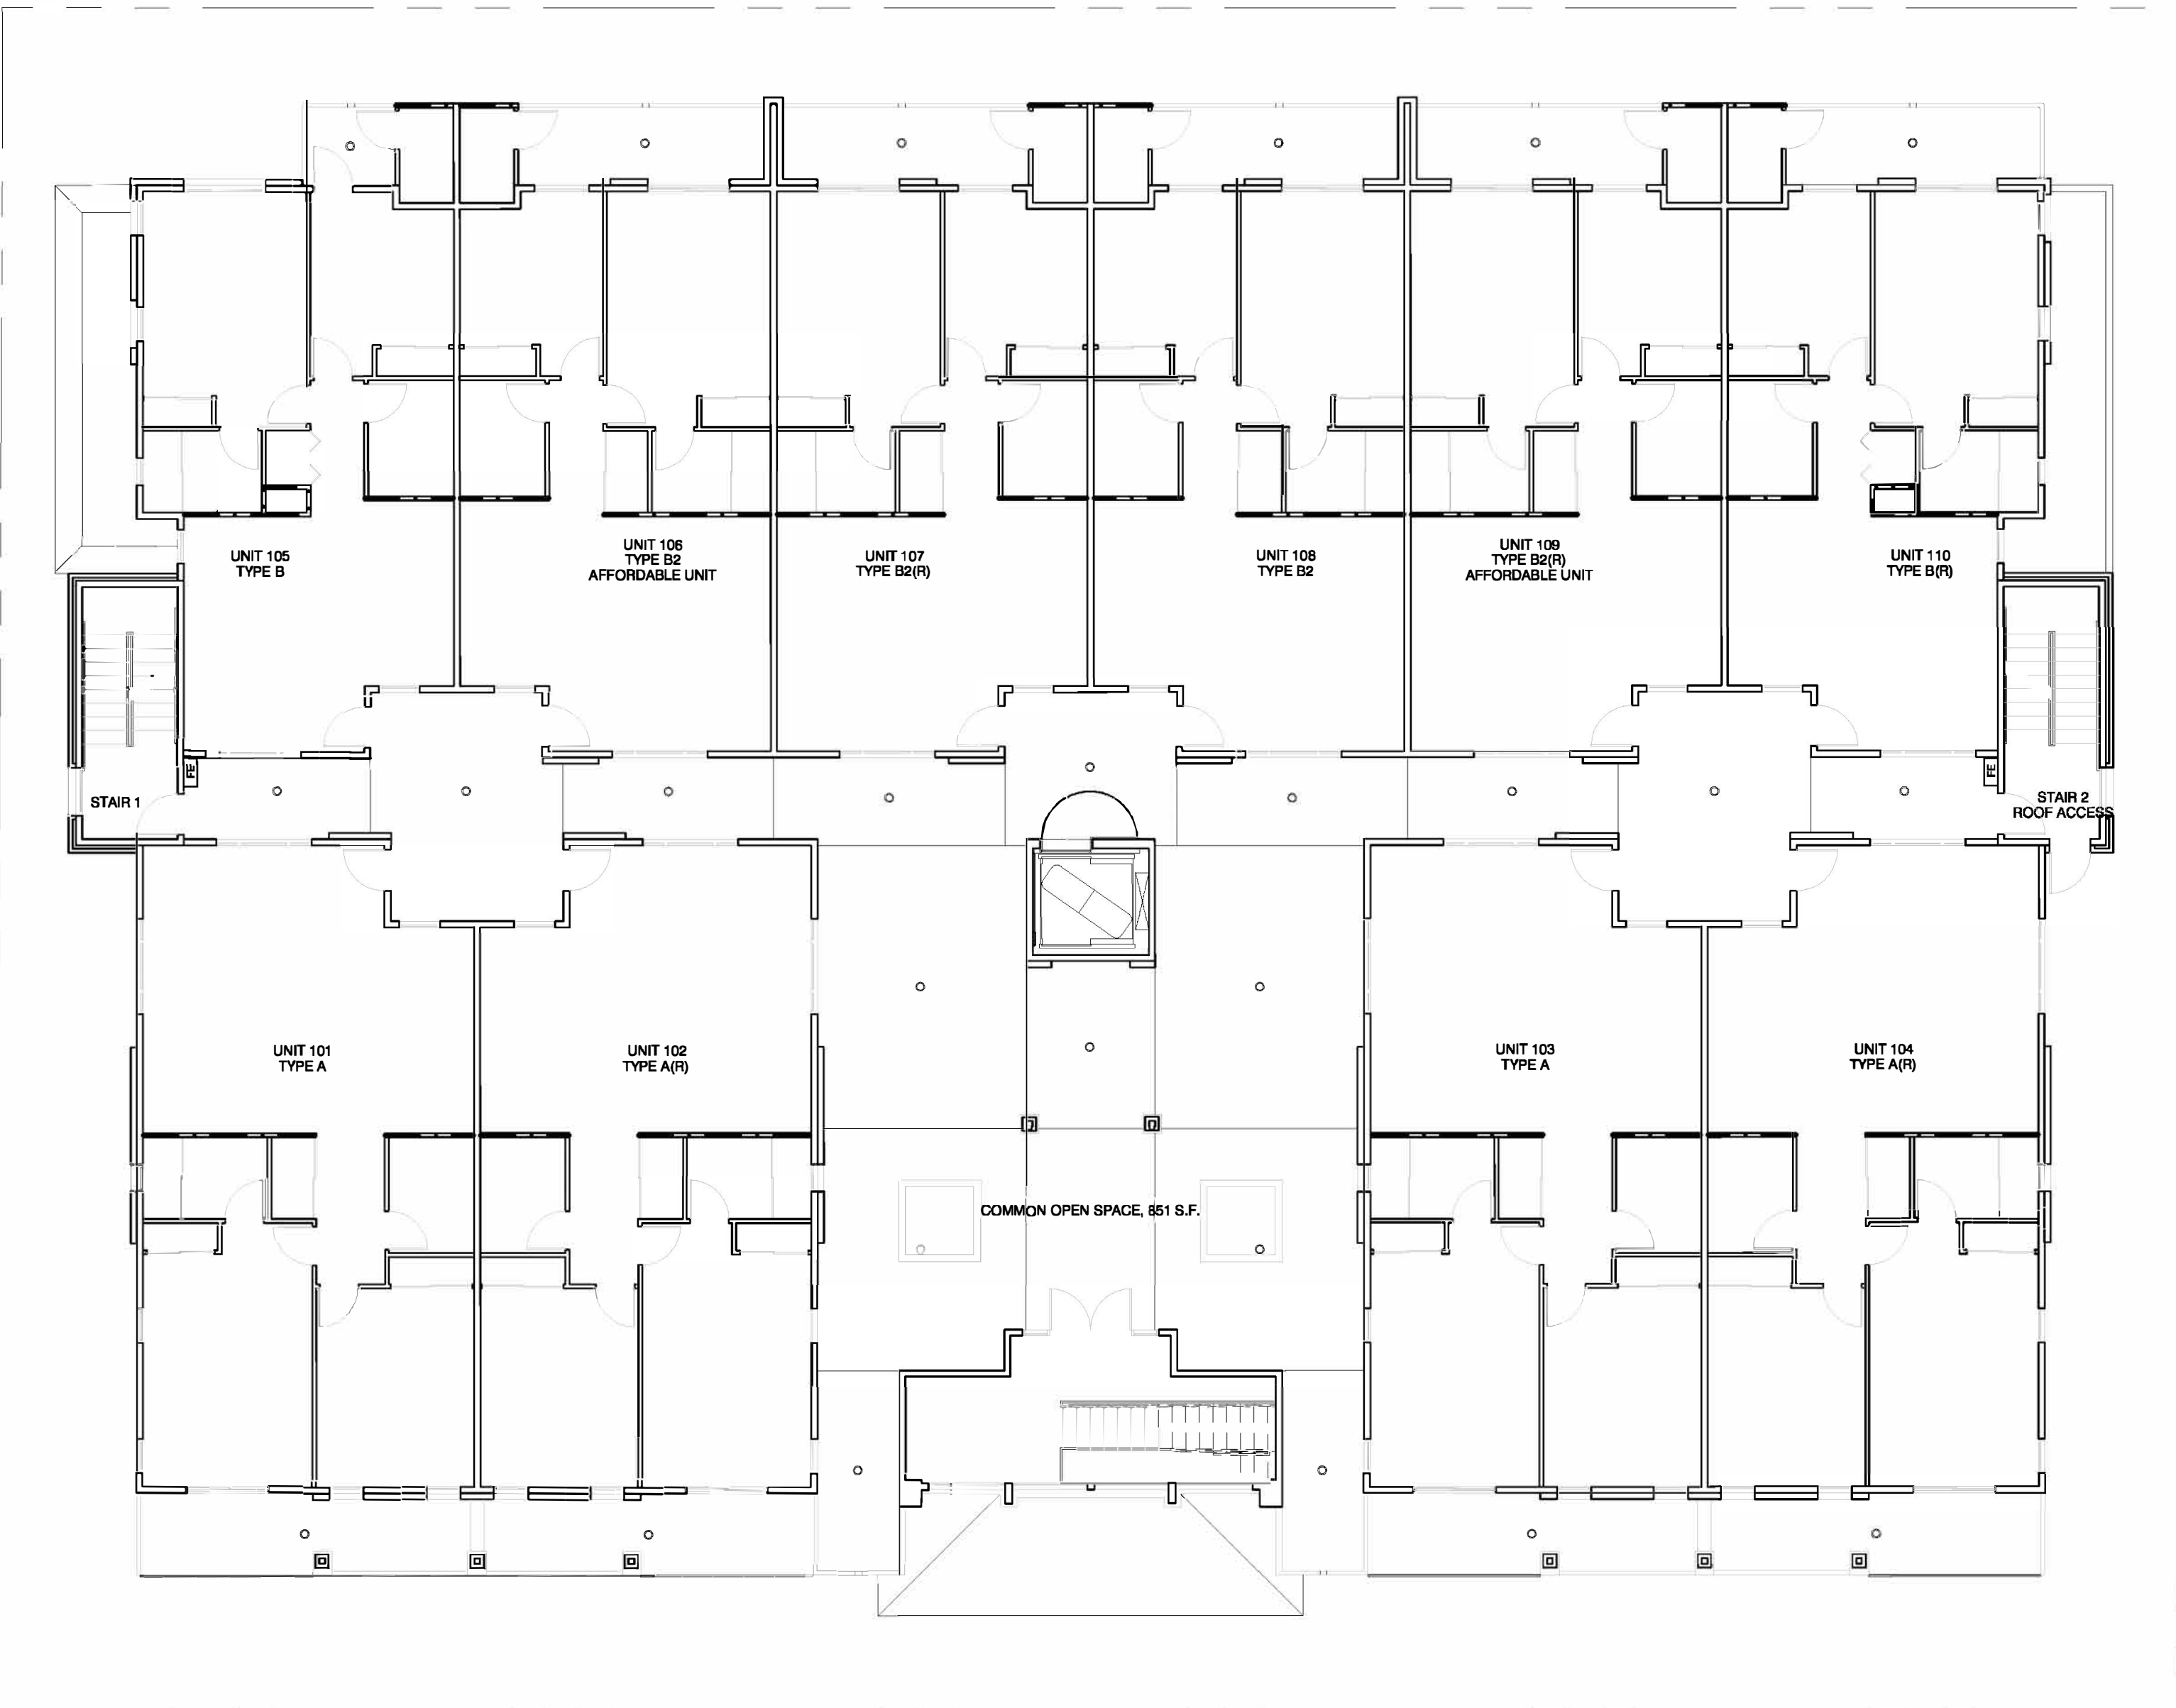 UNIT 105
TYPE B
UNIT 106
TYPE B2
AFFORDABLE UNIT
UNIT 107
TYPE B2(R)
UNIT 108
TYPE B2
UNIT 109
TYPE B2(R)
AFFORDABLE UNIT
UNIT 110
TYPE B(R)
FE
FE
STAIR 1
STAIR 2
ROOF ACCESS
UNIT 101
TYPE A
UNIT 102
TYPE A(R)
UNIT 103
TYPE A
UNIT 104
TYPE A(R)
COMMON OPEN SPACE, 851 S.F.